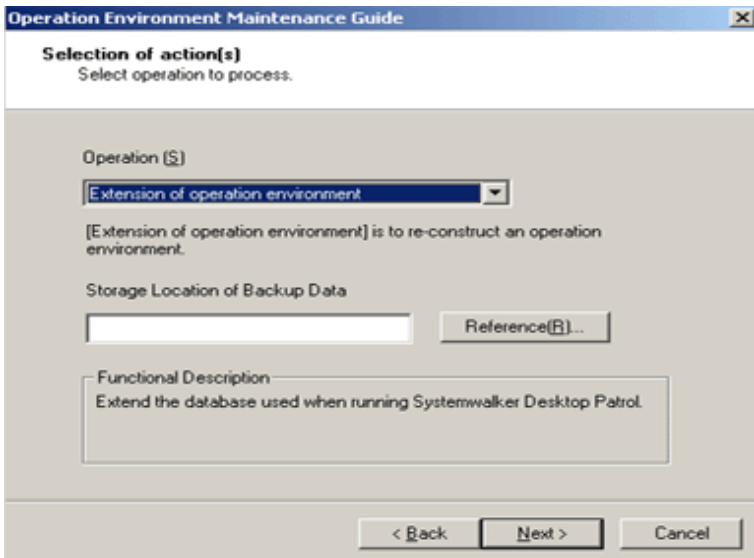 Operation Environment Maintenance Guide
Selection of action(s)
Select operation to process.
Operation (S)
Extension of operation environment
[Extension of operation environment] is to re-construct an operation
environment.
Storage Location of Backup Data
Reference(R)...
Functional Description
Extend the database used when running Systemwalker Desktop Patrol.
< Back
Next >
Cancel